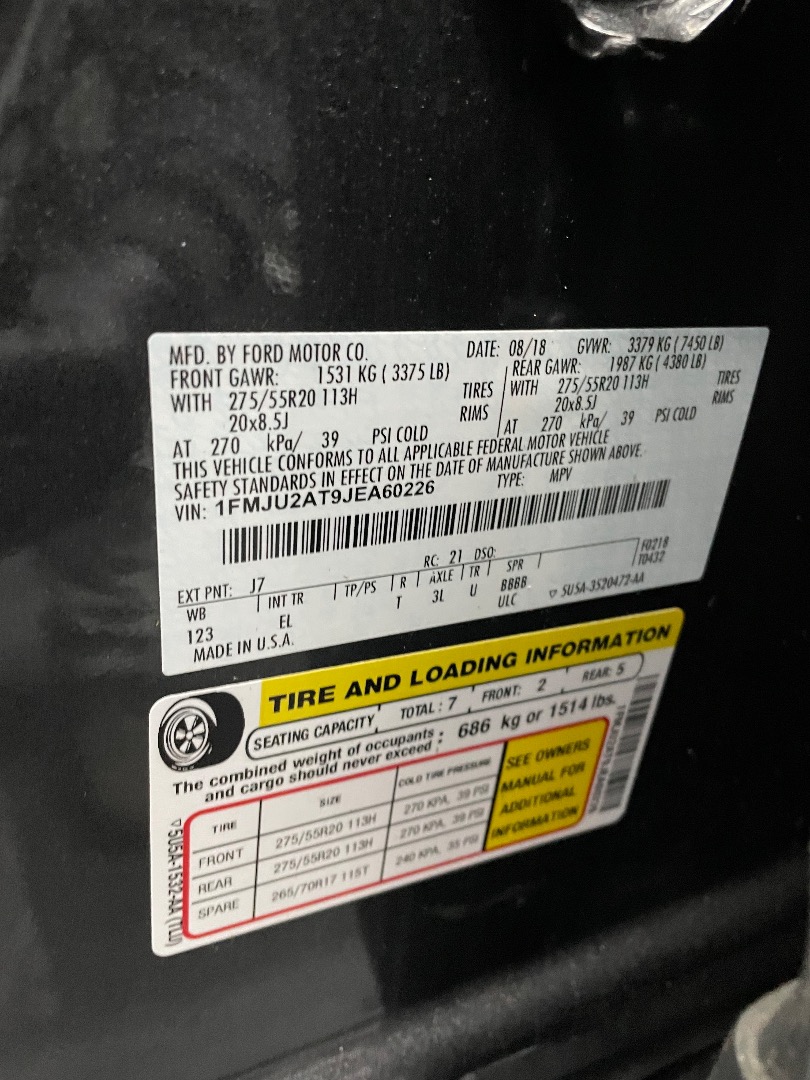 MFD. BY FORD MOTOR CO. DATE: 08/18 GVWR: 3379 KG ( 7450 LB)
FRONT GAWR: 1531 KG ( 3375 LB) REAR GAWR: 1987 KG ( 4380 LB)
WITH 275/55R20 113H TIRES WITH 275/55R20 113H TIRES
20x8.5J RIMS 20x8.5J RIMS
AT 270 kPa/ 39 PSI COLD AT 270 kPa/ 39 PSI COLD
THIS VEHICLE CONFORMS TO ALL APPLICABLE FEDERAL MOTOR VEHICLE
SAFETY STANDARDS IN EFFECT ON THE DATE OF MANUFACTURE SHOWN ABOVE.
VIN: 1FMJU2AT9JEA60226 TYPE: MPV
F0218
T0432
EXT PNT: J7 RC: 21 DSO:
WB INT TR TP/PS R AXLE TR SPR
123 EL T 3L U BBBB
ULC ▽ 5U5A-3520472-AA
MADE IN U.S.A.
TIRE AND LOADING INFORMATION
SEATING CAPACITY TOTAL : 7 FRONT: 2 REAR: 5
The combined weight of occupants : 686 kg or 1514 lbs.
and cargo should never exceed :
TIRE SIZE COLD TIRE PRESSURE
FRONT 275/55R20 113H 270 KPA, 39 PSI
REAR 275/55R20 113H 270 KPA, 39 PSI
SPARE 265/70R17 115T 240 KPA, 35 PSI
SEE OWNERS
MANUAL FOR
ADDITIONAL
INFORMATION
▽5U5A-1532-AA (TLU)